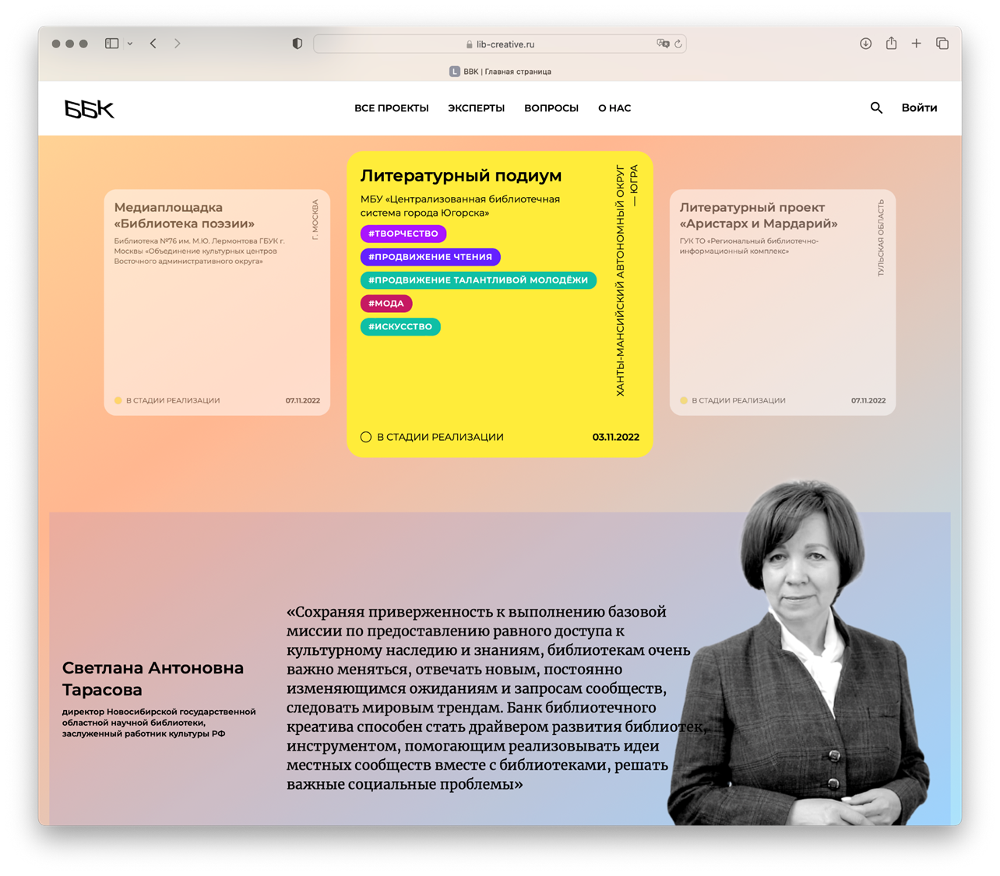 lib-creative.ru
L
BBK | Главная страница
ББК
ВСЕ ПРОЕКТЫ
ЭКСПЕРТЫ
ВОПРОСЫ
О НАС
Войти
Медиаплощадка
«Библиотека поэзии»
Библиотека №76 им. М.Ю. Лермонтова ГБУК г.
Москвы «Объединение культурных центров
Восточного административного округа»
Г. МОСКВА
В СТАДИИ РЕАЛИЗАЦИИ
07.11.2022
Литературный подиум
МБУ «Централизованная библиотечная
система города Югорска»
#ТВОРЧЕСТВО
#ПРОДВИЖЕНИЕ ЧТЕНИЯ
#ПРОДВИЖЕНИЕ ТАЛАНТЛИВОЙ МОЛОДЁЖИ
#МОДА
#ИСКУССТВО
ХАНТЫ-МАНСИЙСКИЙ АВТОНОМНЫЙ ОКРУГ
— ЮГРА
В СТАДИИ РЕАЛИЗАЦИИ
03.11.2022
Литературный проект
«Аристарх и Мардарий»
ГУК ТО «Региональный библиотечно-
информационный комплекс»
ТУЛЬСКАЯ ОБЛАСТЬ
В СТАДИИ РЕАЛИЗАЦИИ
07.11.2022
Светлана Антоновна
Тарасова
директор Новосибирской государственной
областной научной библиотеки,
заслуженный работник культуры РФ
«Сохраняя приверженность к выполнению базовой
миссии по предоставлению равного доступа к
культурному наследию и знаниям, библиотекам очень
важно меняться, отвечать новым, постоянно
изменяющимся ожиданиям и запросам сообществ,
следовать мировым трендам. Банк библиотечного
креатива способен стать драйвером развития библиотек,
инструментом, помогающим реализовывать идеи
местных сообществ вместе с библиотеками, решать
важные социальные проблемы»